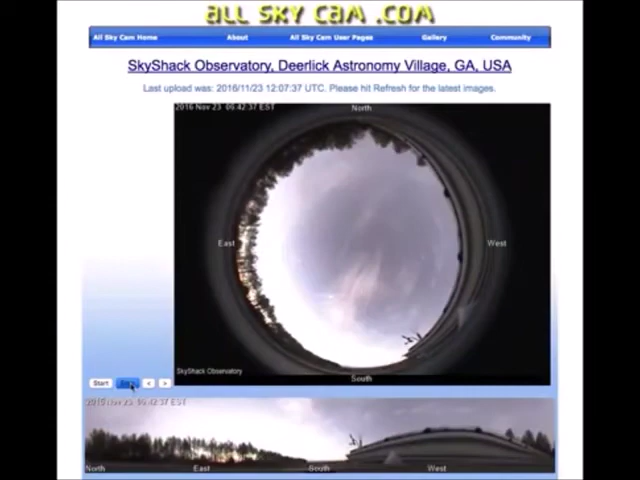 ALL SKY CAM .COM
All Sky Cam Home About All Sky Cam User Pages Gallery Community
SkyShack Observatory, Deerlick Astronomy Village, GA, USA
Last upload was: 2016/11/23 12:07:37 UTC. Please hit Refresh for the latest images.
2016 Nov 23 06:42:37 EST
North
East
West
SkyShack Observatory
South
Start
<
>
2016 Nov 23 06:42:37 EST
North East South West